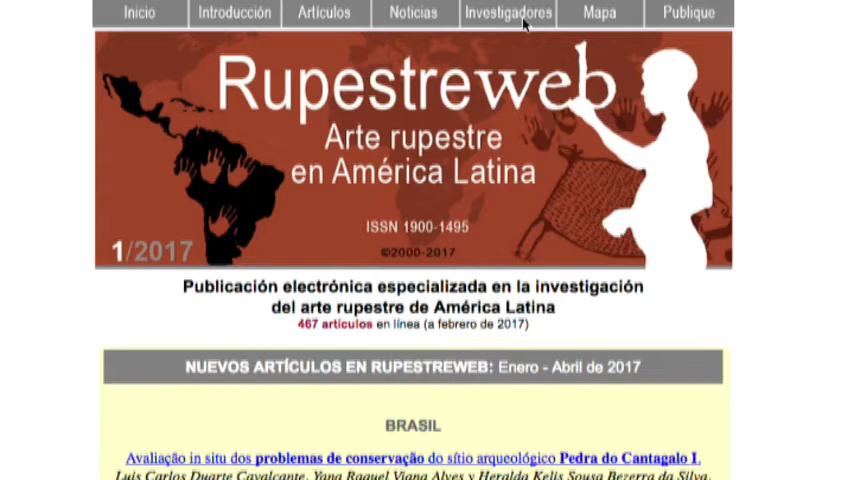 Inicio Introducción Artículos Noticias Investigadores Mapa Publique
Rupestreweb
Arte rupestre
en América Latina
ISSN 1900-1495
1/2017
©2000-2017
Publicación electrónica especializada en la investigación
del arte rupestre de América Latina
467 artículos en línea (a febrero de 2017)
NUEVOS ARTÍCULOS EN RUPESTREWEB: Enero - Abril de 2017
BRASIL
Avaliação in situ dos problemas de conservação do sítio arqueológico Pedra do Cantagalo I.
Luis Carlos Duarte Cavalcante, Yana Raquel Viana Alves y Heralda Kelis Sousa Bezerra da Silva.